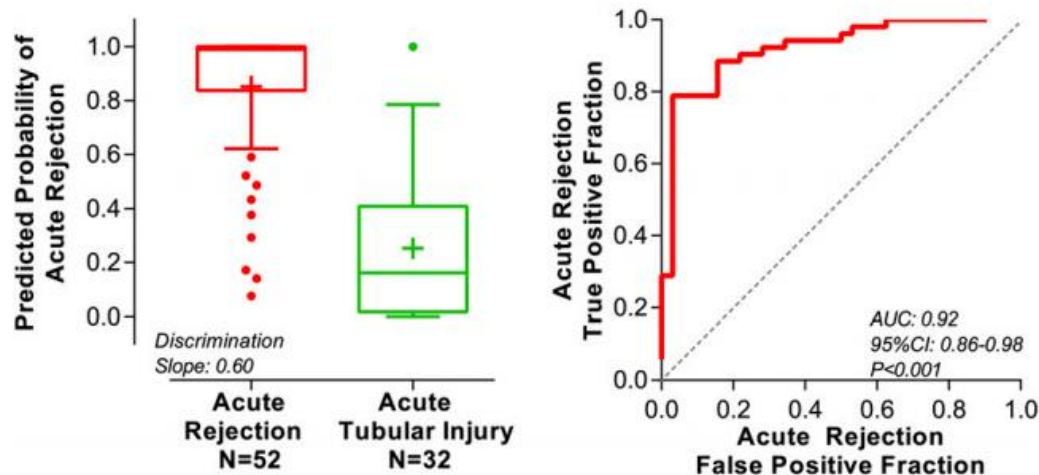 Predicted Probability of
Acute Rejection
1.0
0.8
0.6
0.4
0.2
0.0
Discrimination
Slope: 0.60
Acute
Rejection
N=52
Acute
Tubular Injury
N=32
Acute Rejection
True Positive Fraction
1.0
0.8
0.6
0.4
0.2
0.0
AUC: 0.92
95%CI: 0.86-0.98
P<0.001
0.0 0.2 0.4 0.6 0.8 1.0
Acute Rejection
False Positive Fraction